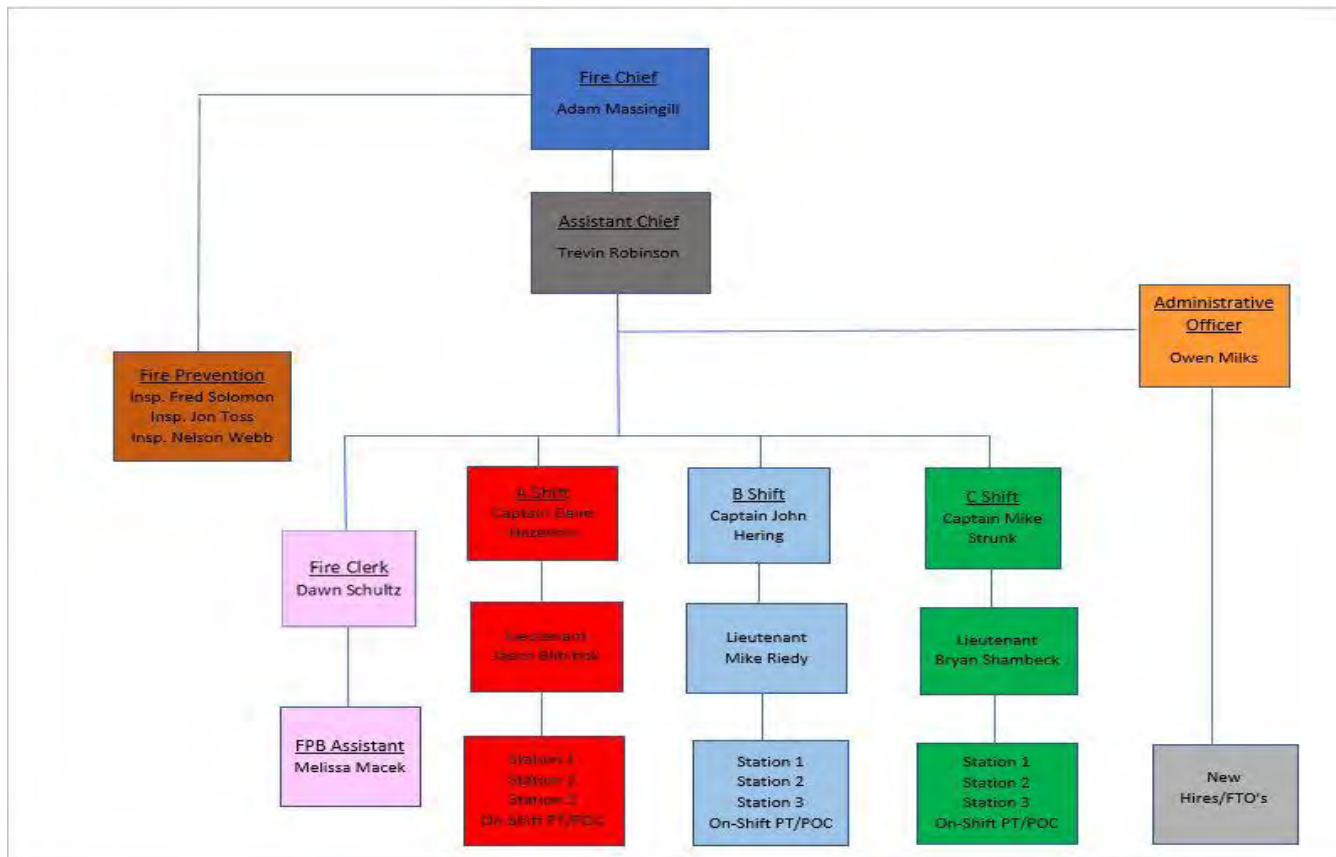 Fire Chief
Adam Massingill
Assistant Chief
Trevin Robinson
Administrative
Officer
Owen Milks
Fire Prevention
Insp. Fred Solomon
Insp. Jon Toss
Insp. Nelson Webb
A Shift
Captain Dave
B Shift
Captain John
Hering
C Shift
Captain Mike
Strunk
Fire Clerk
Dawn Schultz
Lieutenant
Lieutenant
Mike Riedy
Lieutenant
Bryan Shambeck
FPB Assistant
Melissa Macek
Station 1
Station 2
Station 3
On-Shift PT/POC
Station 1
Station 2
Station 3
On-Shift PT/POC
Station 1
Station 2
Station 3
On-Shift PT/POC
New
Hires/FTO's